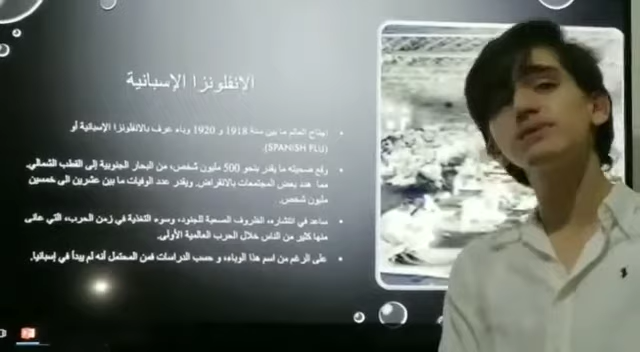 الانفلونزا الإسبانية
اجتاح العالم ما بين سنة 1918 و 1920 وباء عرف بالانفلونزا الإسبانية أو
(SPANISH FLU).
وقع ضحيته ما يقدر بنحو 500 مليون شخص، من البحار الجنوبية إلى القطب الشمالي.
مما هدد بعض المجتمعات بالانقراض. ويقدر عدد الوفيات ما بين عشرين الى خمسين
مليون شخص.
ساعد في انتشاره، الظروف الصعبة للجنود، وسوء التغذية في زمن الحرب، التي عانى
منها كثير من الناس خلال الحرب العالمية الأولى.
على الرغم من اسم هذا الوباء، و حسب الدراسات فمن المحتمل أنه لم يبدأ في إسبانيا.